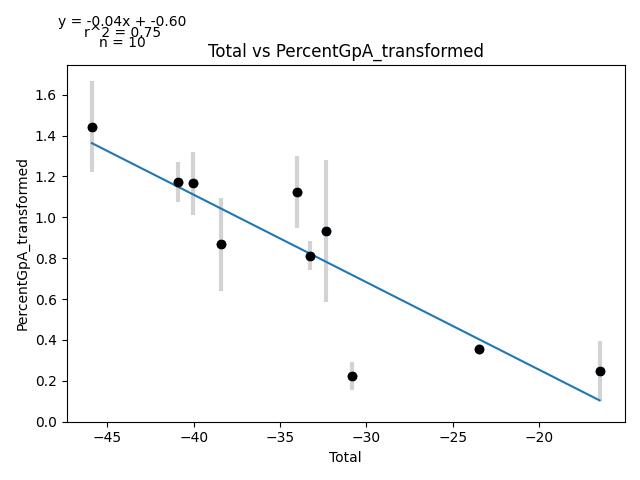 y = -0.04x + -0.60
r^2 = 0.75
n = 10
Total vs PercentGpA_transformed
PercentGpA_transformed
1.6
1.4
1.2
1.0
0.8
0.6
0.4
0.2
0.0
−45 −40 −35 −30 −25 −20
Total